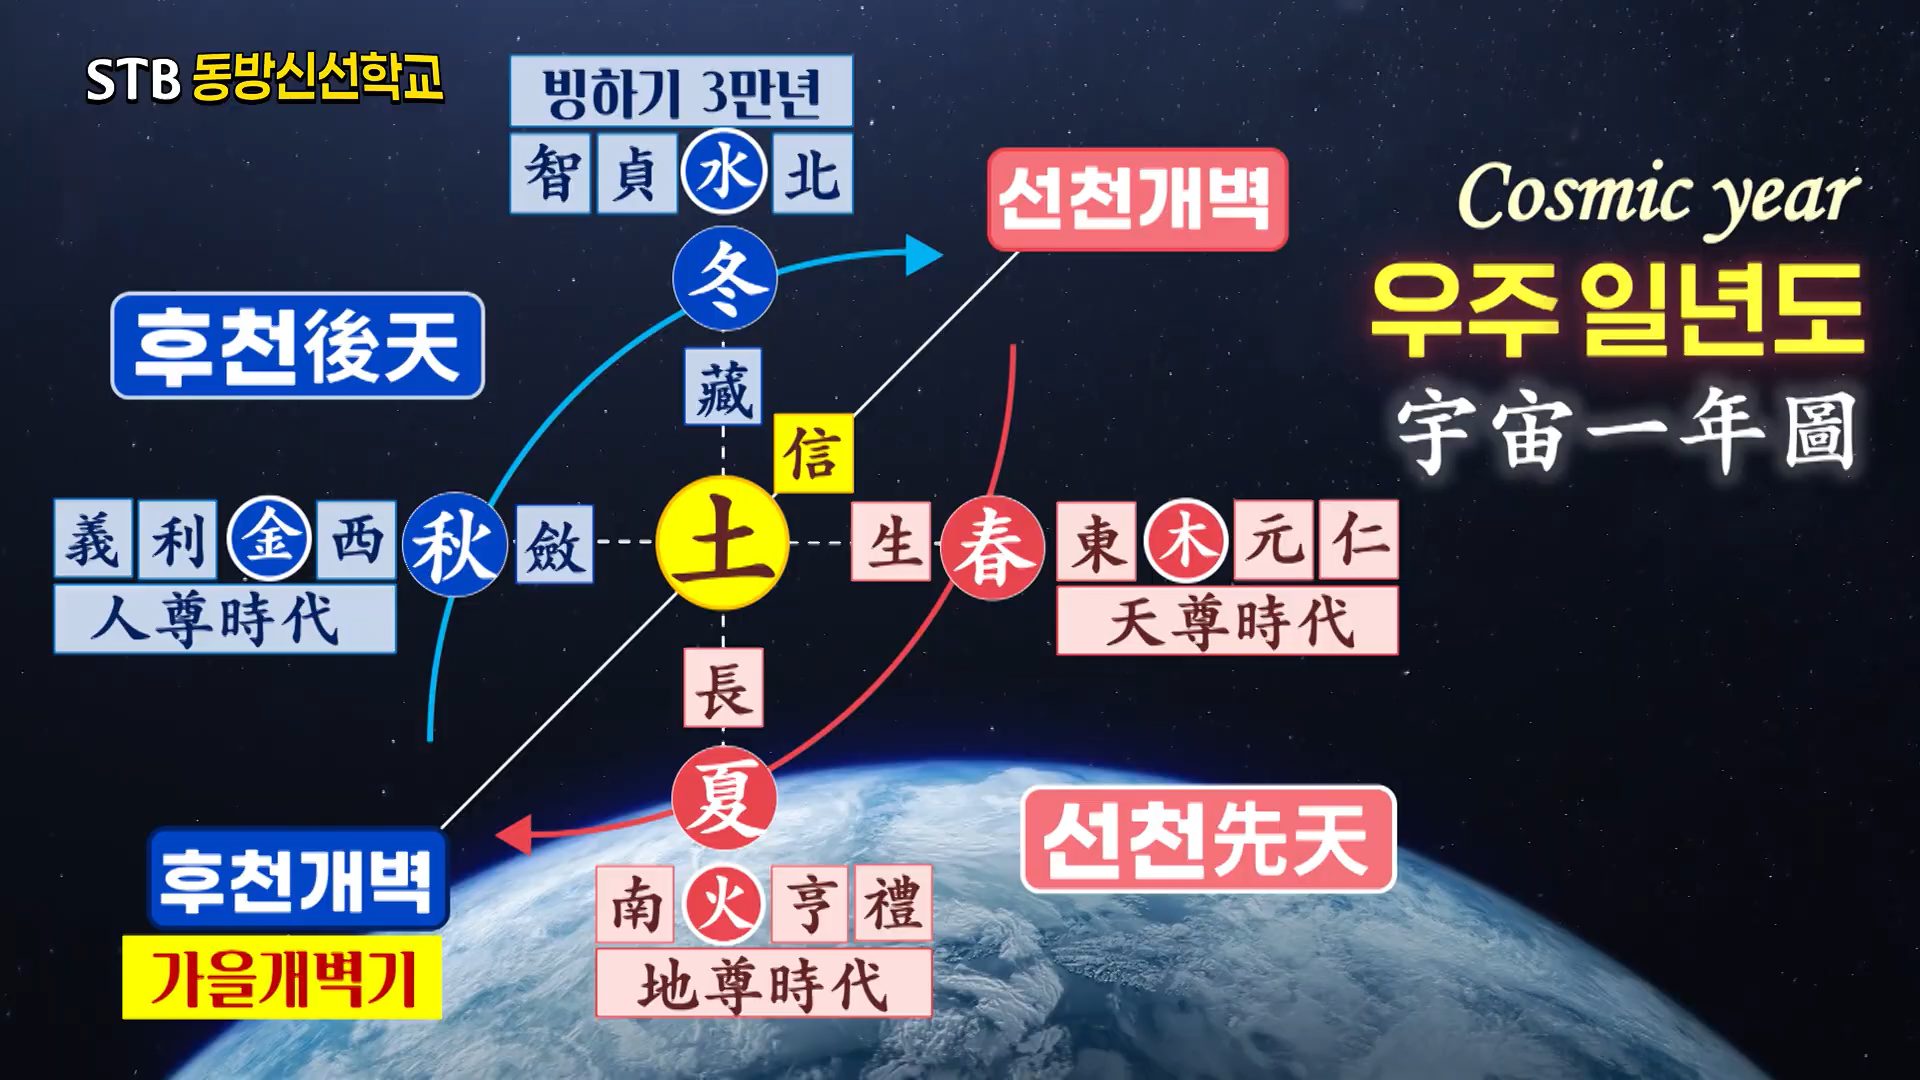 STB 동방신선학교
빙하기 3만년
智 貞 水 北
冬
藏
선천개벽
Cosmic year
우주 일년도
宇宙一年圖
후천後天
信
義 利 金 西 秋 斂 土 生 春 東 木 元 仁
人尊時代
天尊時代
長
夏
선천先天
후천개벽
가을개벽기
南 火 亨 禮
地尊時代